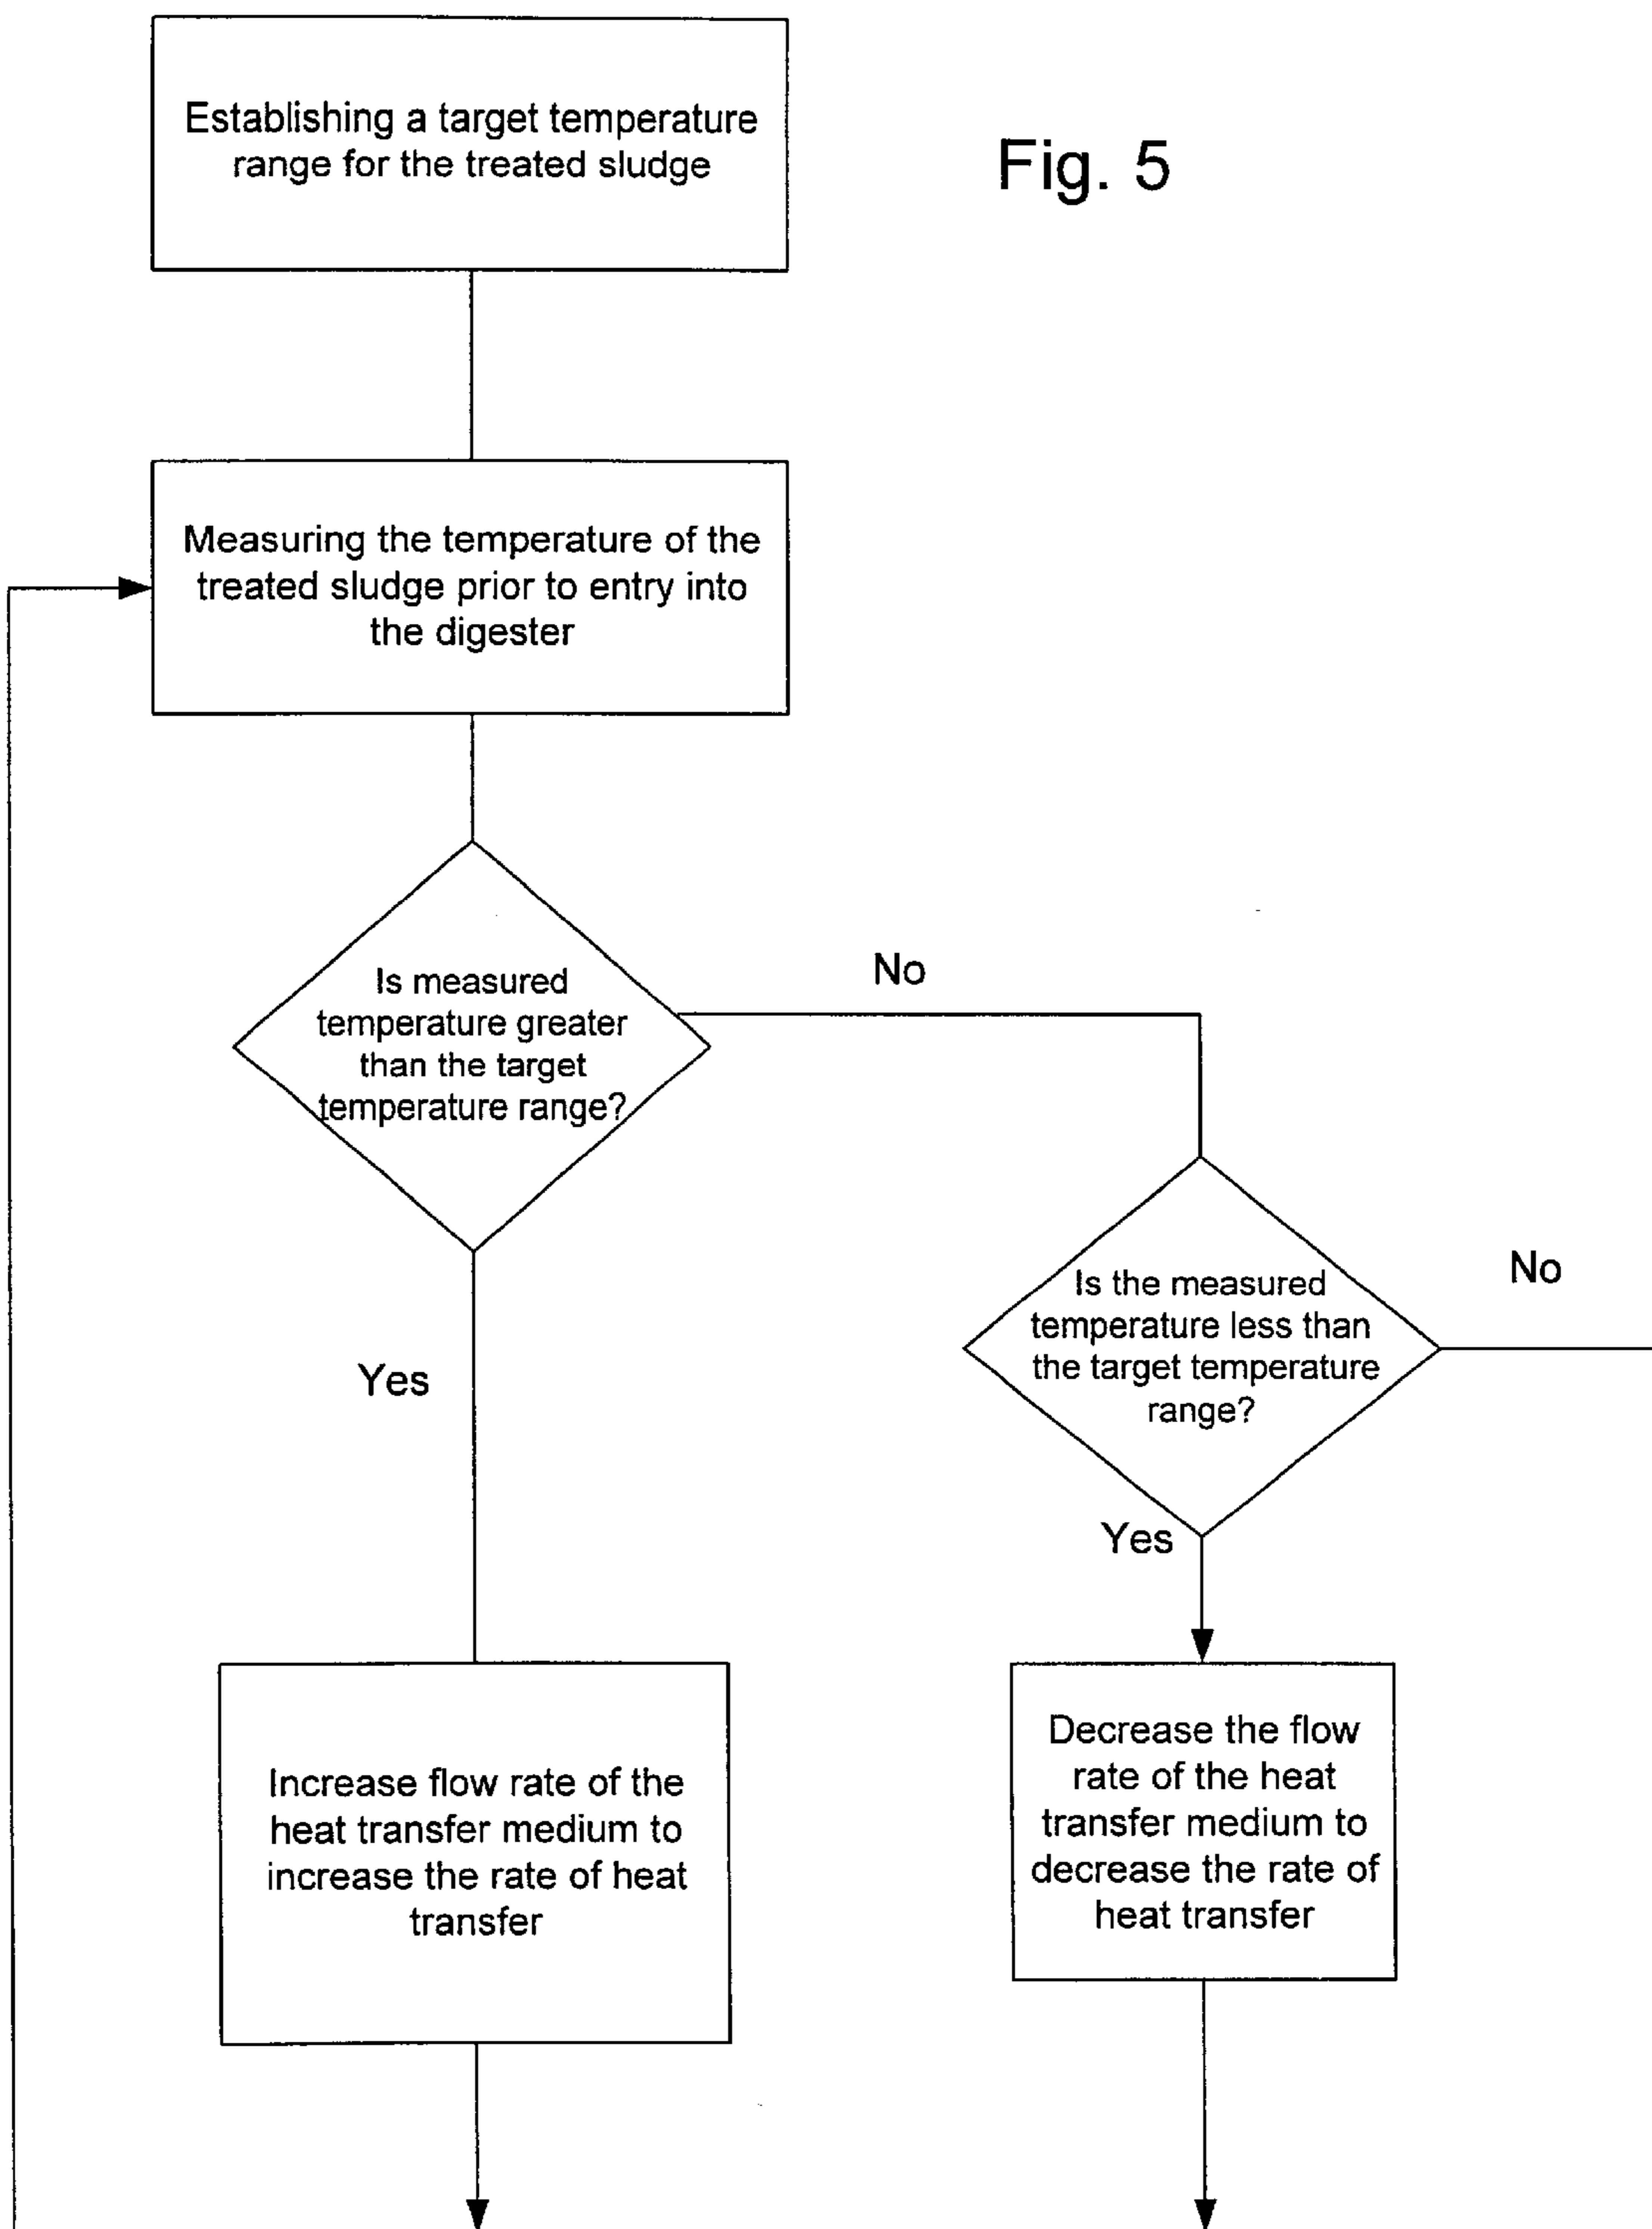 Establishing a target temperature
range for the treated sludge
Fig. 5
Measuring the temperature of the
treated sludge prior to entry into
the digester
Is measured
temperature greater
than the target
temperature range?
No
Yes
Is the measured
temperature less than
the target temperature
range?
No
Yes
Increase flow rate of the
heat transfer medium to
increase the rate of heat
transfer
Decrease the flow
rate of the heat
transfer medium to
decrease the rate of
heat transfer